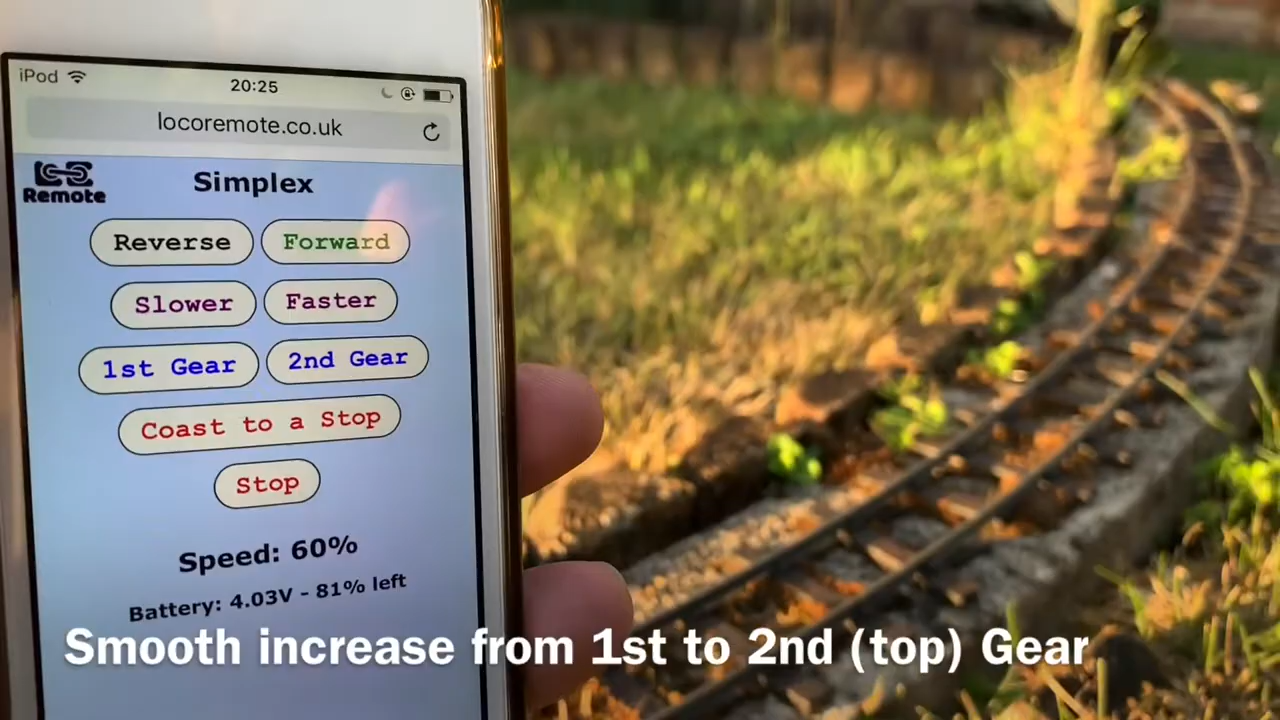 iPod 20:25
locoremote.co.uk
Remote
Simplex
Reverse Forward
Slower Faster
1st Gear 2nd Gear
Coast to a Stop
Stop
Speed: 60%
Battery: 4.03V - 81% left
Smooth increase from 1st to 2nd (top) Gear